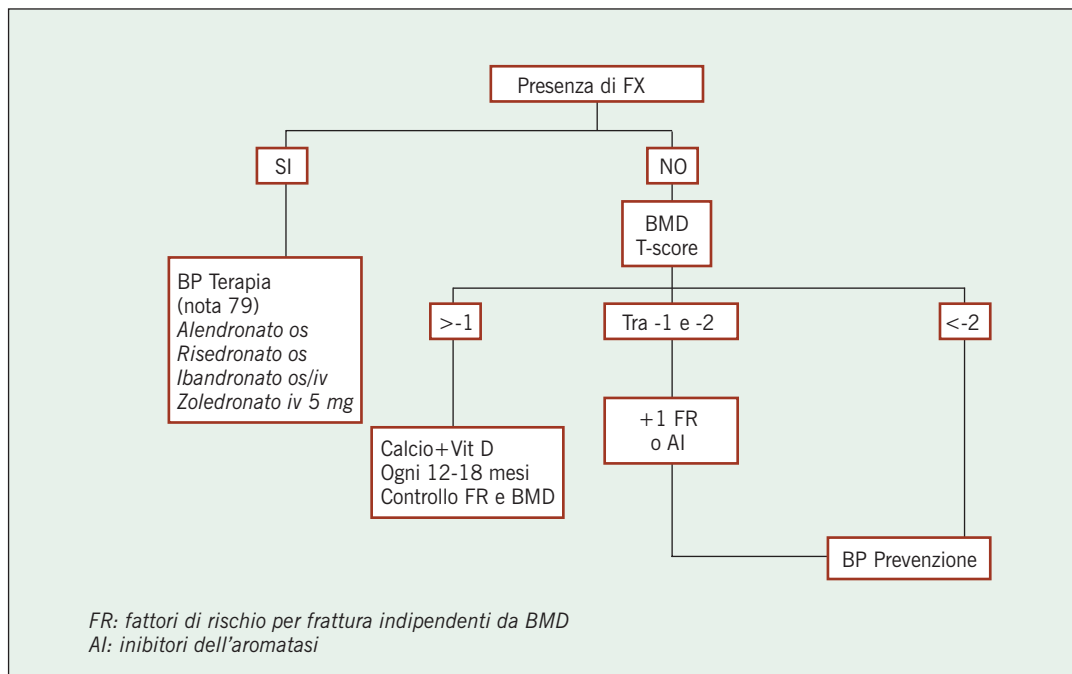 Presenza di FX
SI
NO
BMD
T-score
BP Terapia
(nota 79)
Alendronato os
Risedronato os
Ibandronato os/iv
Zoledronato iv 5 mg
>-1
Tra -1 e -2
<-2
Calcio+Vit D
Ogni 12-18 mesi
Controllo FR e BMD
+1 FR
o AI
BP Prevenzione
FR: fattori di rischio per frattura indipendenti da BMD
AI: inibitori dell'aromatasi